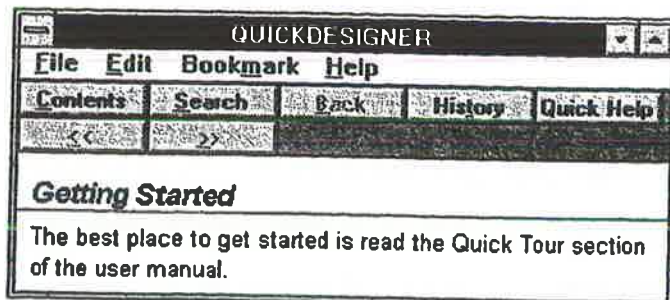 QUICKDESIGNER
File Edit Bookmark Help
Contents Search Back History Quick Help
<< >>
Getting Started
The best place to get started is read the Quick Tour section
of the user manual.